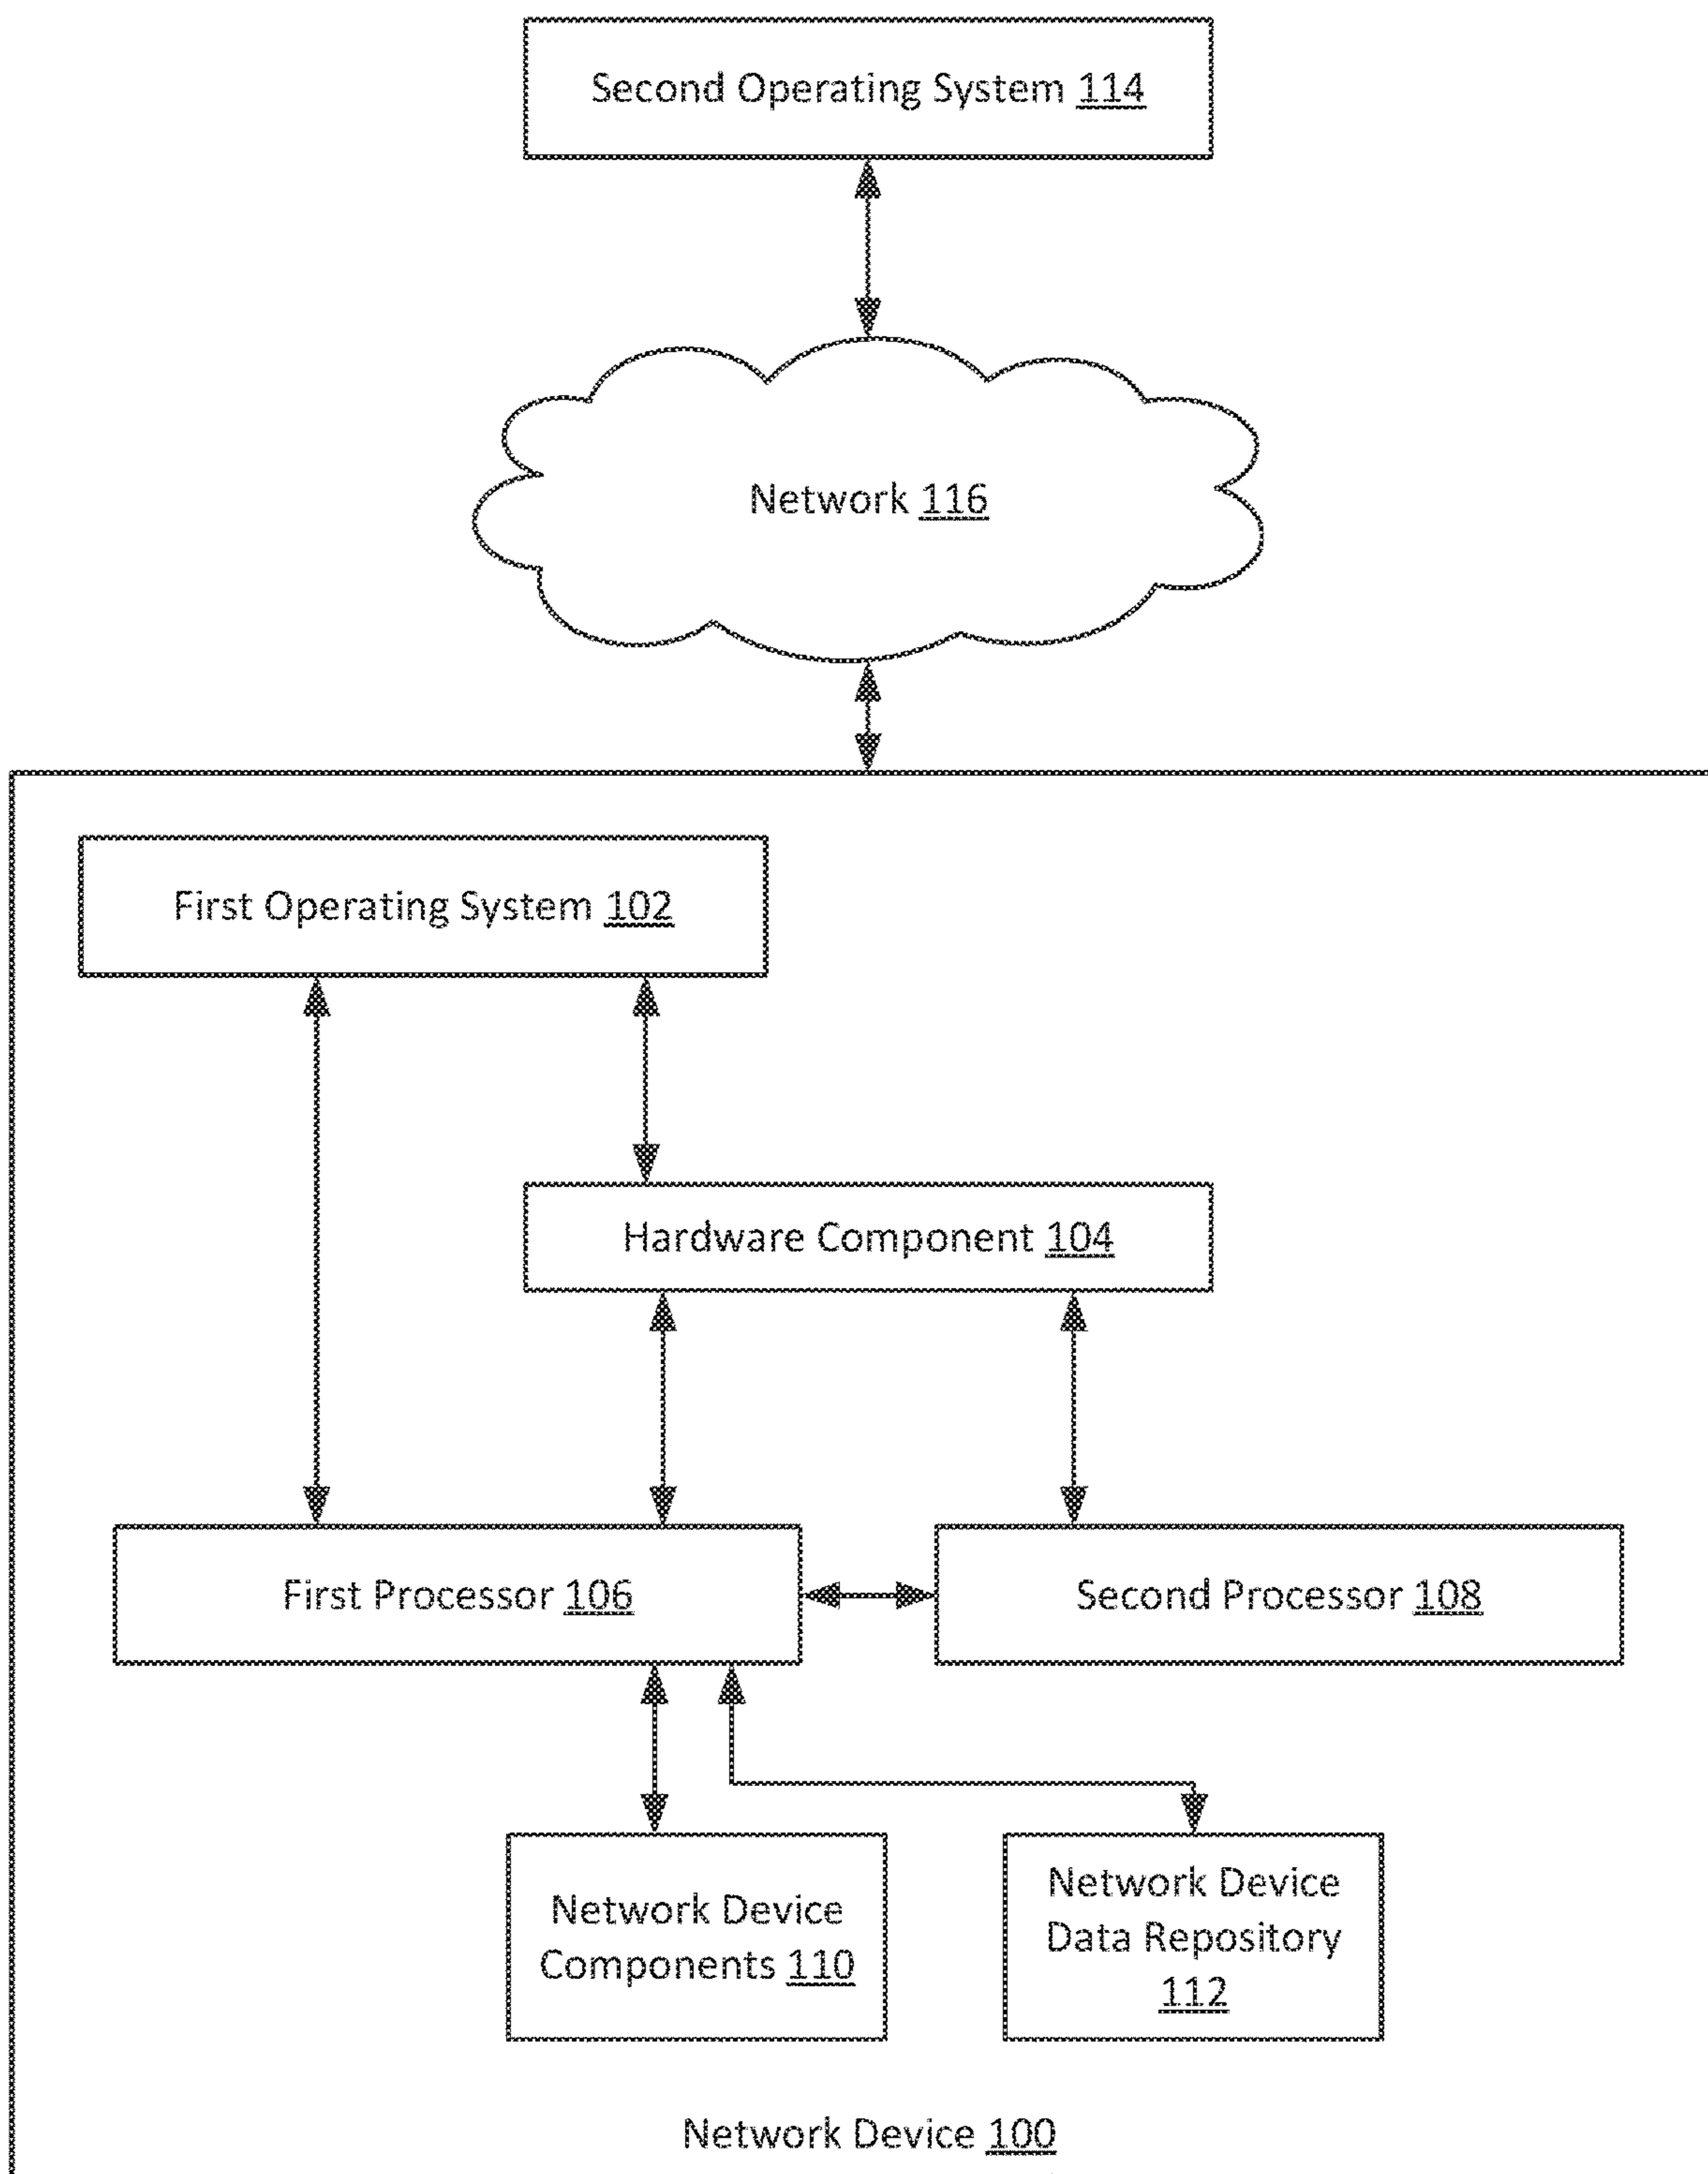 Second Operating System 114
Network 116
First Operating System 102
Hardware Component 104
First Processor 106
Second Processor 108
Network Device
Components 110
Network Device
Data Repository
112
Network Device 100